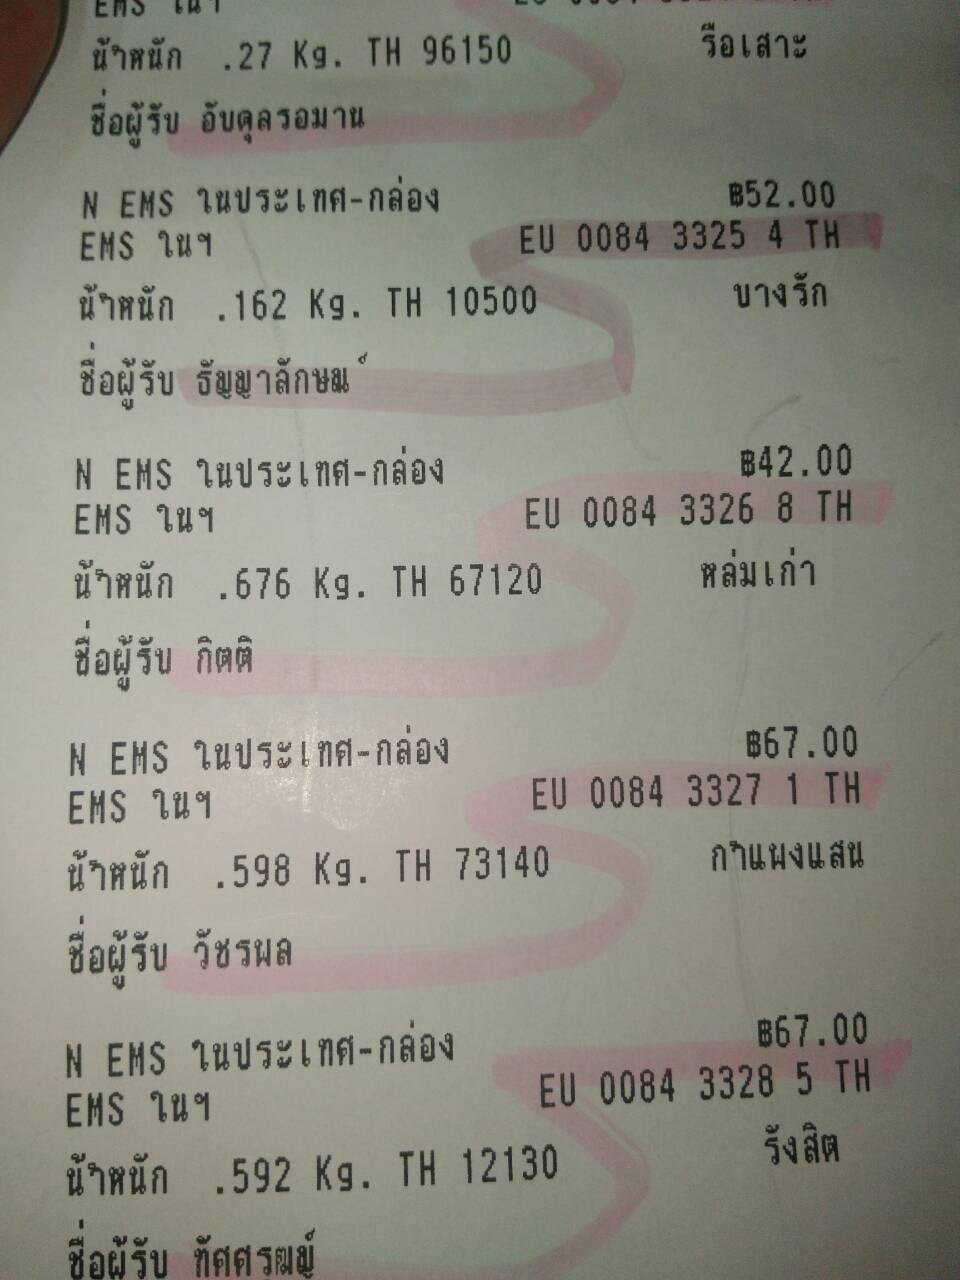 EMS ในฯ
น้ำหนัก .27 Kg. TH 96150 รือเสาะ
ชื่อผู้รับ อับดุลรอมาน
N EMS ในประเทศ-กล่อง ฿52.00
EMS ในฯ EU 0084 3325 4 TH
น้ำหนัก .162 Kg. TH 10500 บางรัก
ชื่อผู้รับ ธัญญาลักษม์
N EMS ในประเทศ-กล่อง ฿42.00
EMS ในฯ EU 0084 3326 8 TH
น้ำหนัก .676 Kg. TH 67120 หล่มเก่า
ชื่อผู้รับ กิตติ
N EMS ในประเทศ-กล่อง ฿67.00
EMS ในฯ EU 0084 3327 1 TH
น้ำหนัก .598 Kg. TH 73140 กำแพงแสน
ชื่อผู้รับ วัชรพล
N EMS ในประเทศ-กล่อง ฿67.00
EMS ในฯ EU 0084 3328 5 TH
น้ำหนัก .592 Kg. TH 12130 รังสิต
ชื่อผู้รับ ทัศศรฒม์